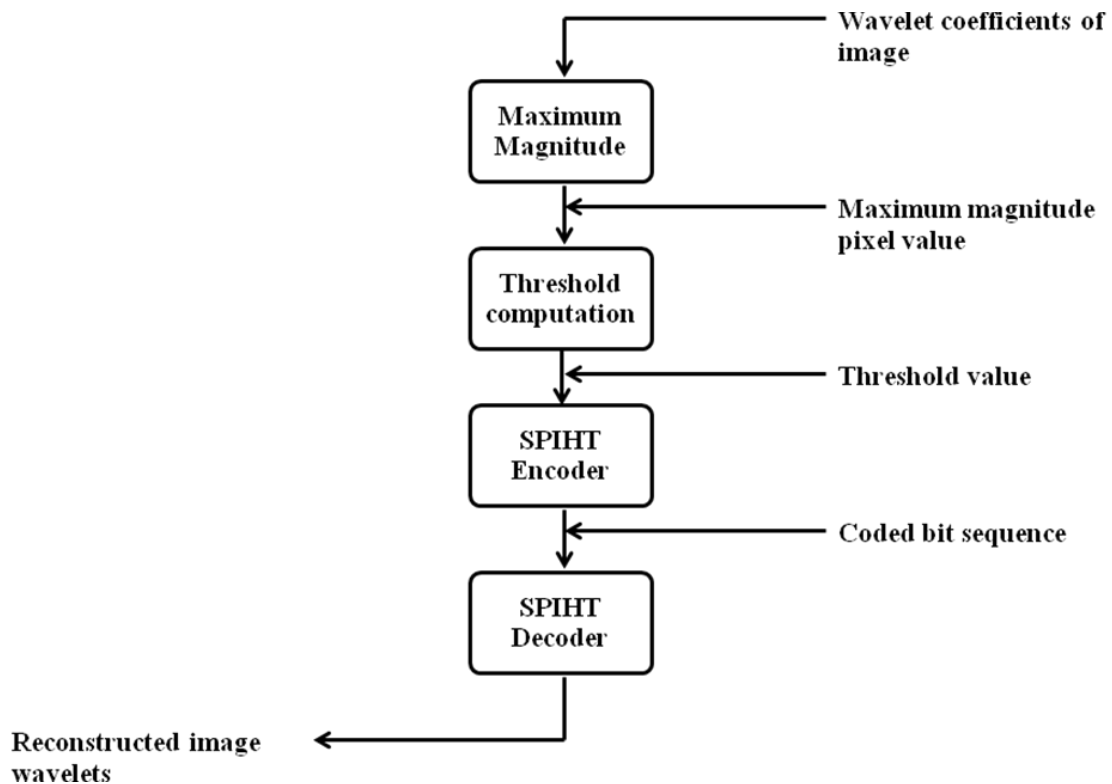 Wavelet coefficients of
image
Maximum
Magnitude
Maximum magnitude
pixel value
Threshold
computation
Threshold value
SPIHT
Encoder
Coded bit sequence
SPIHT
Decoder
Reconstructed image
wavelets